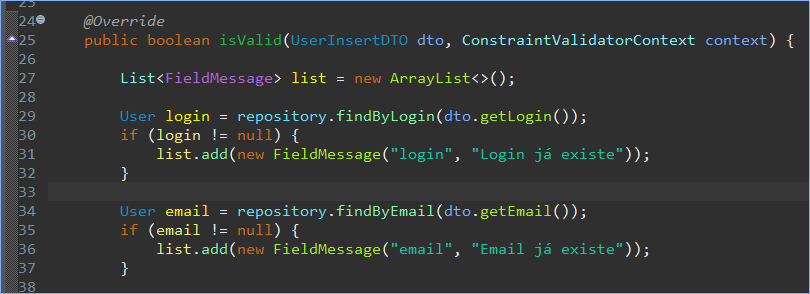 23
24 @Override
25 public boolean isValid(UserInsertDTO dto, ConstraintValidatorContext context) {
26
27 List<FieldMessage> list = new ArrayList<>();
28
29 User login = repository.findByLogin(dto.getLogin());
30 if (login != null) {
31 list.add(new FieldMessage("login", "Login já existe"));
32 }
33
34 User email = repository.findByEmail(dto.getEmail());
35 if (email != null) {
36 list.add(new FieldMessage("email", "Email já existe"));
37 }
38